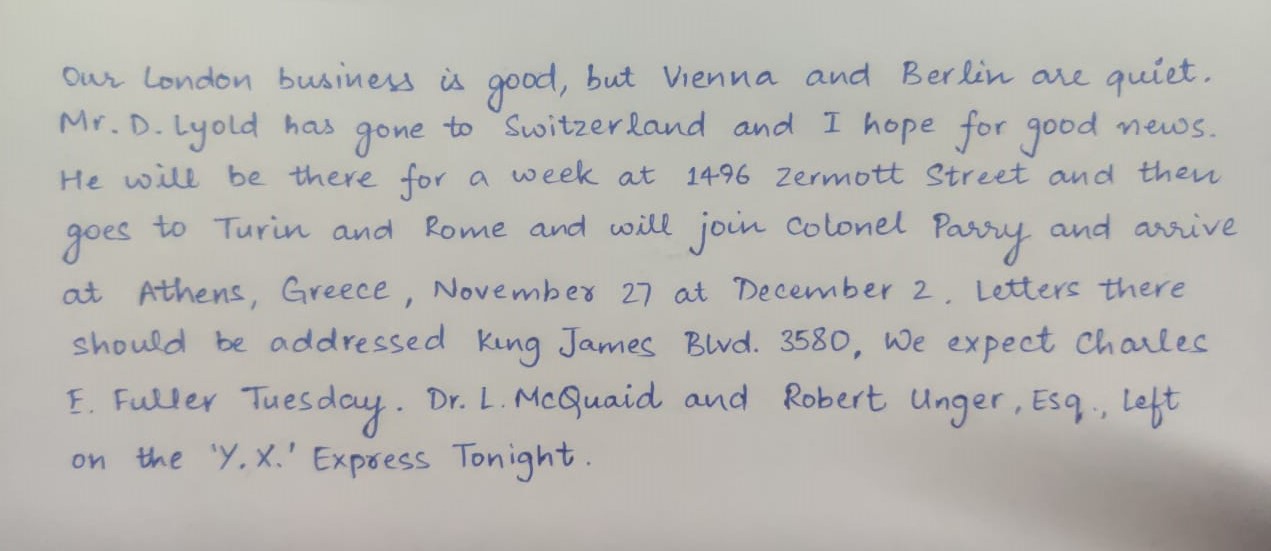 Our London business is good, but Vienna and Berlin are quiet.
Mr. D. Lyold has gone to Switzerland and I hope for good news.
He will be there for a week at 1496 Zermott Street and then
goes to Turin and Rome and will join Colonel Parry and arrive
at Athens, Greece, November 27 at December 2. Letters there
should be addressed King James Blvd. 3580, We expect Charles
E. Fuller Tuesday. Dr. L. McQuaid and Robert Unger, Esq., Left
on the 'Y.X.' Express Tonight.